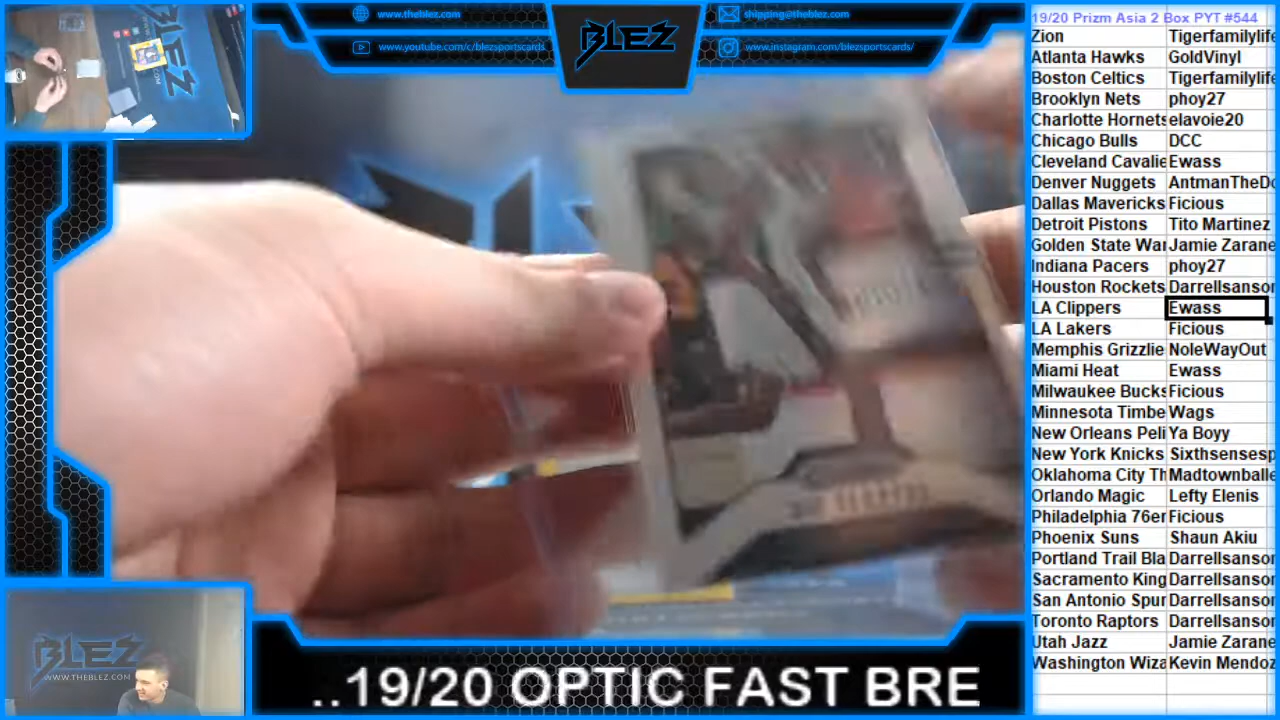 www.theblez.com
www.youtube.com/c/blezsportscards
BLEZ
shipping@theblez.com
www.instagram.com/blezsportscards/
19/20 Prizm Asia 2 Box PYT #544
Zion Tigerfamilylife
Atlanta Hawks GoldVinyl
Boston Celtics Tigerfamilylife
Brooklyn Nets phoy27
Charlotte Hornets elavoie20
Chicago Bulls DCC
Cleveland Cavalie Ewass
Denver Nuggets AntmanTheDo
Dallas Mavericks Ficious
Detroit Pistons Tito Martinez
Golden State War Jamie Zarane
Indiana Pacers phoy27
Houston Rockets Darrellsanson
LA Clippers Ewass
LA Lakers Ficious
Memphis Grizzlie NoleWayOut
Miami Heat Ewass
Milwaukee Bucks Ficious
Minnesota Timbe Wags
New Orleans Peli Ya Boyy
New York Knicks Sixthsensesp
Oklahoma City Th Madtownballe
Orlando Magic Lefty Elenis
Philadelphia 76er Ficious
Phoenix Suns Shaun Akiu
Portland Trail Bla Darrellsanson
Sacramento King Darrellsanson
San Antonio Spur Darrellsanson
Toronto Raptors Darrellsanson
Utah Jazz Jamie Zarane
Washington Wiza Kevin Mendoz
BLEZ
WWW.THEBLEZ.COM
..19/20 OPTIC FAST BRE